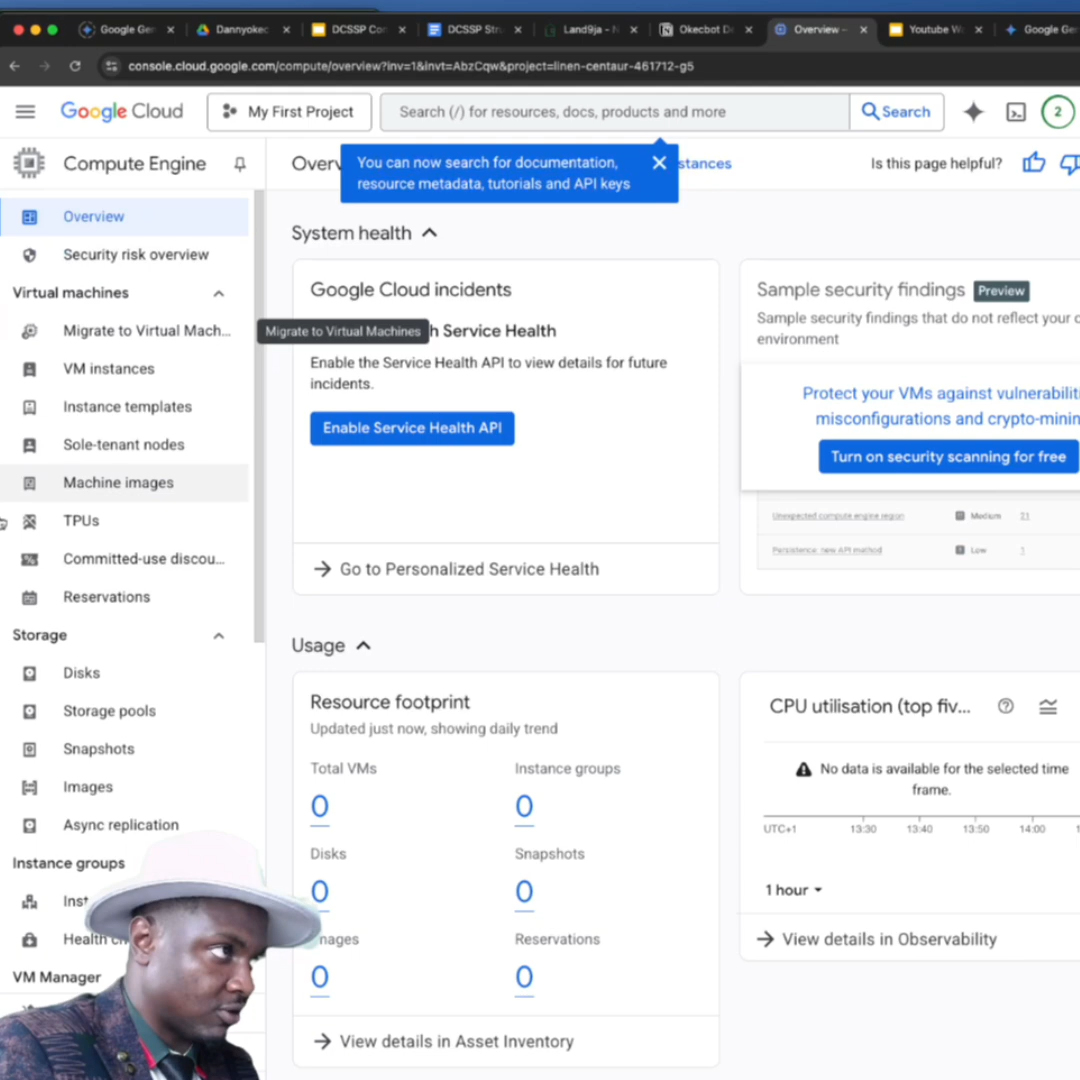 Google Ger
Dannyokec
DCSSP Co
DCSSP Str
Land9ja - N
Okecbot D
Overview –
Youtube W
Google Ger
console.cloud.google.com/compute/overview?inv=1&invt=AbzCqw&project=linen-centaur-461712-g5
Google Cloud
My First Project
Search (/) for resources, docs, products and more
Search
2
Compute Engine
Overv
You can now search for documentation,
resource metadata, tutorials and API keys
stances
Is this page helpful?
Overview
Security risk overview
Virtual machines
Migrate to Virtual Mach...
VM instances
Instance templates
Sole-tenant nodes
Machine images
TPUs
Committed-use discou...
Reservations
Storage
Disks
Storage pools
Snapshots
Images
Async replication
Instance groups
Inst
Health ch
VM Manager
System health
Google Cloud incidents
Migrate to Virtual Machines
h Service Health
Enable the Service Health API to view details for future
incidents.
Enable Service Health API
Go to Personalized Service Health
Sample security findings
Preview
Sample security findings that do not reflect your c
environment
Protect your VMs against vulnerabiliti
misconfigurations and crypto-minin
Turn on security scanning for free
Unexpected compute engine region
Medium
21
Persistence: new API method
Low
1
Usage
Resource footprint
Updated just now, showing daily trend
Total VMs
Instance groups
0
0
Disks
Snapshots
0
0
mages
Reservations
0
0
View details in Asset Inventory
CPU utilisation (top fiv...
No data is available for the selected time
frame.
UTC+1
13:30
13:40
13:50
14:00
1 hour
View details in Observability